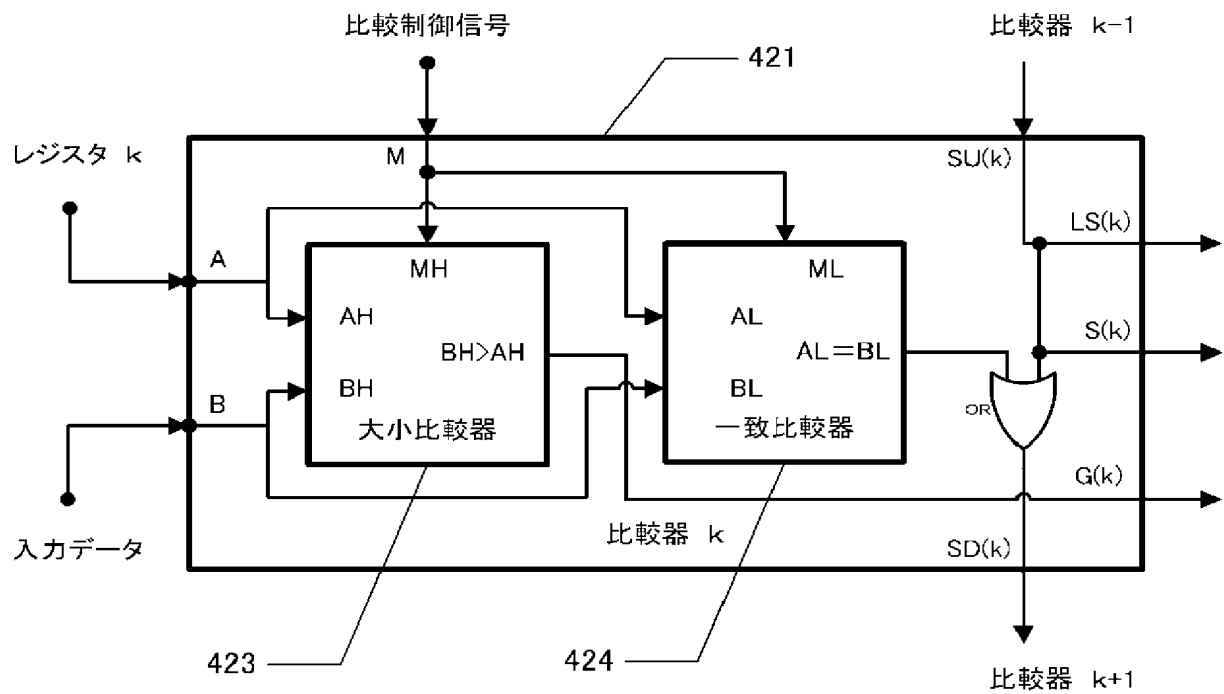 比較制御信号
比較器 k-1
421
レジスタ k
M
SU(k)
LS(k)
A
MH
ML
AH
AL
S(k)
BH>AH
AL=BL
BH
BL
B
OR
大小比較器
一致比較器
G(k)
入力データ
比較器 k
SD(k)
423
424
比較器 k+1